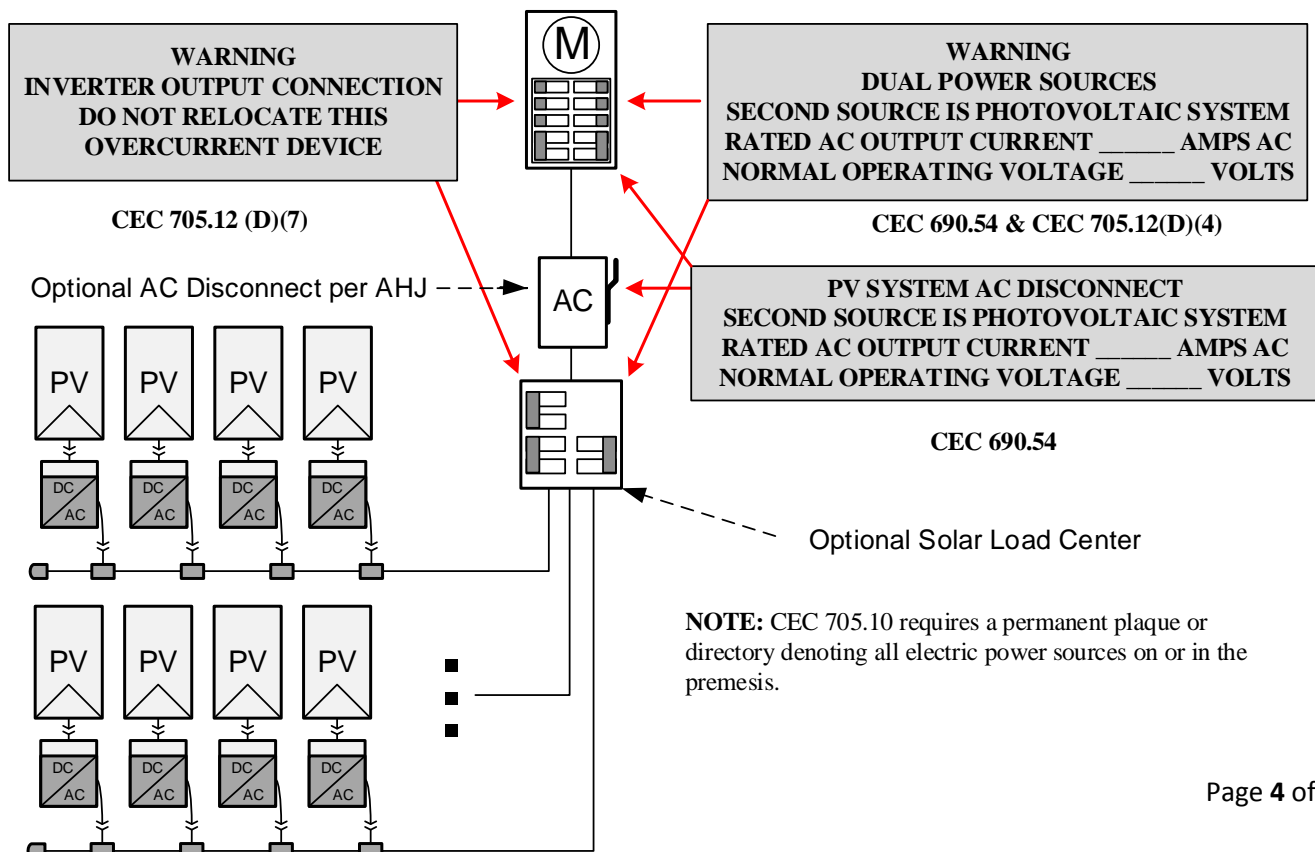 M
WARNING
INVERTER OUTPUT CONNECTION
DO NOT RELOCATE THIS
OVERCURRENT DEVICE
CEC 705.12 (D)(7)
WARNING
DUAL POWER SOURCES
SECOND SOURCE IS PHOTOVOLTAIC SYSTEM
RATED AC OUTPUT CURRENT ______ AMPS AC
NORMAL OPERATING VOLTAGE ______ VOLTS
CEC 690.54 & CEC 705.12(D)(4)
Optional AC Disconnect per AHJ
AC
PV SYSTEM AC DISCONNECT
SECOND SOURCE IS PHOTOVOLTAIC SYSTEM
RATED AC OUTPUT CURRENT ______ AMPS AC
NORMAL OPERATING VOLTAGE ______ VOLTS
CEC 690.54
PV PV PV PV
DC DC DC DC
AC AC AC AC
Optional Solar Load Center
NOTE: CEC 705.10 requires a permanent plaque or
directory denoting all electric power sources on or in the
premesis.
PV PV PV PV
DC DC DC DC
AC AC AC AC
Page 4 of